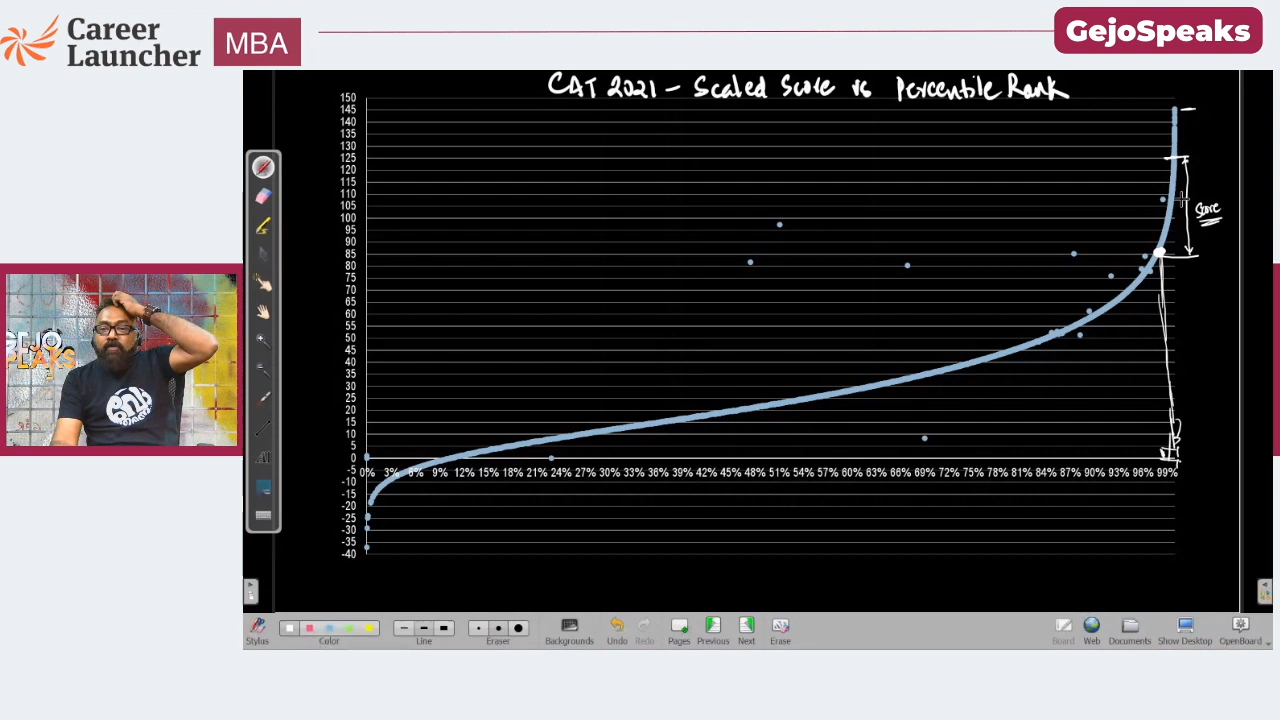 Career
Launcher
MBA
GejoSpeaks
CAT 2021 - Scaled Score vs Percentile Rank
150
145
140
135
130
125
120
115
110
105
100
95
90
85
80
75
70
65
60
55
50
45
40
35
30
25
20
15
10
5
0
-5
-10
-15
-20
-25
-30
-35
-40
0% 3% 6% 9% 12% 15% 18% 21% 24% 27% 30% 33% 36% 39% 42% 45% 48% 51% 54% 57% 60% 63% 66% 69% 72% 75% 78% 81% 84% 87% 90% 93% 96% 99%
Score
GEJO
SPEAKS
Stylus
Color
Line
Eraser
Backgrounds
Undo
Redo
Pages
Previous
Next
Erase
Board
Web
Documents
Show Desktop
OpenBoard